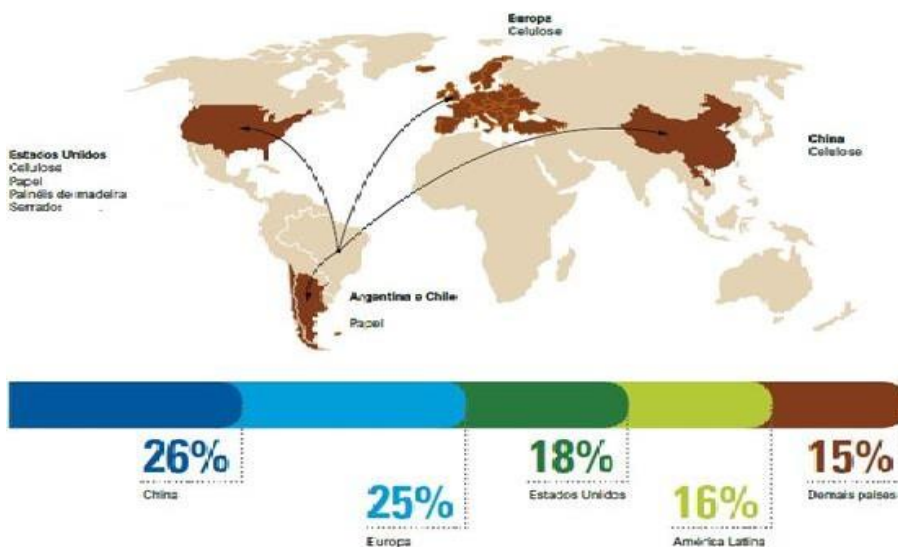 Europa
Celulose
Estados Unidos
Cellulose
Papel
Painéis de madeira
Serrados
China
Celulose
Argentina e Chile
Papel
26%
China
25%
Europa
18%
Estados Unidos
16%
América Latina
15%
Demais países